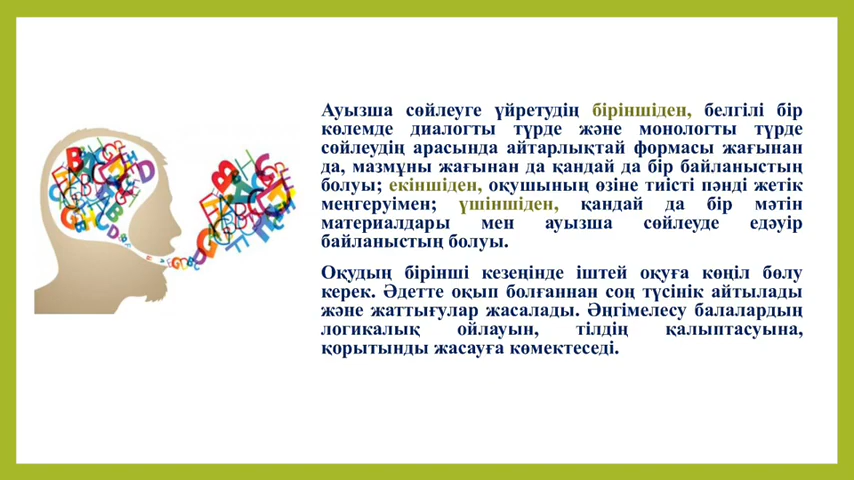 Ауызша сөйлеуге үйретудің біріншіден, белгілі бір
көлемде диалогты түрде және монологты түрде
сөйлеудің арасында айтарлықтай формасы жағынан
да, мазмұны жағынан да қандай да бір байланыстың
болуы; екіншіден, оқушының өзіне тиісті пәнді жетік
меңгеруімен; үшіншіден, қандай да бір мәтін
материалдары мен ауызша сөйлеуде едәуір
байланыстың болуы.
Оқудың бірінші кезеңінде іштей оқуға көңіл бөлу
керек. Әдетте оқып болғаннан соң түсінік айтылады
және жаттығулар жасалады. Әңгімелесу балалардың
логикалық ойлауын, тілдің қалыптасуына,
қорытынды жасауға көмектеседі.